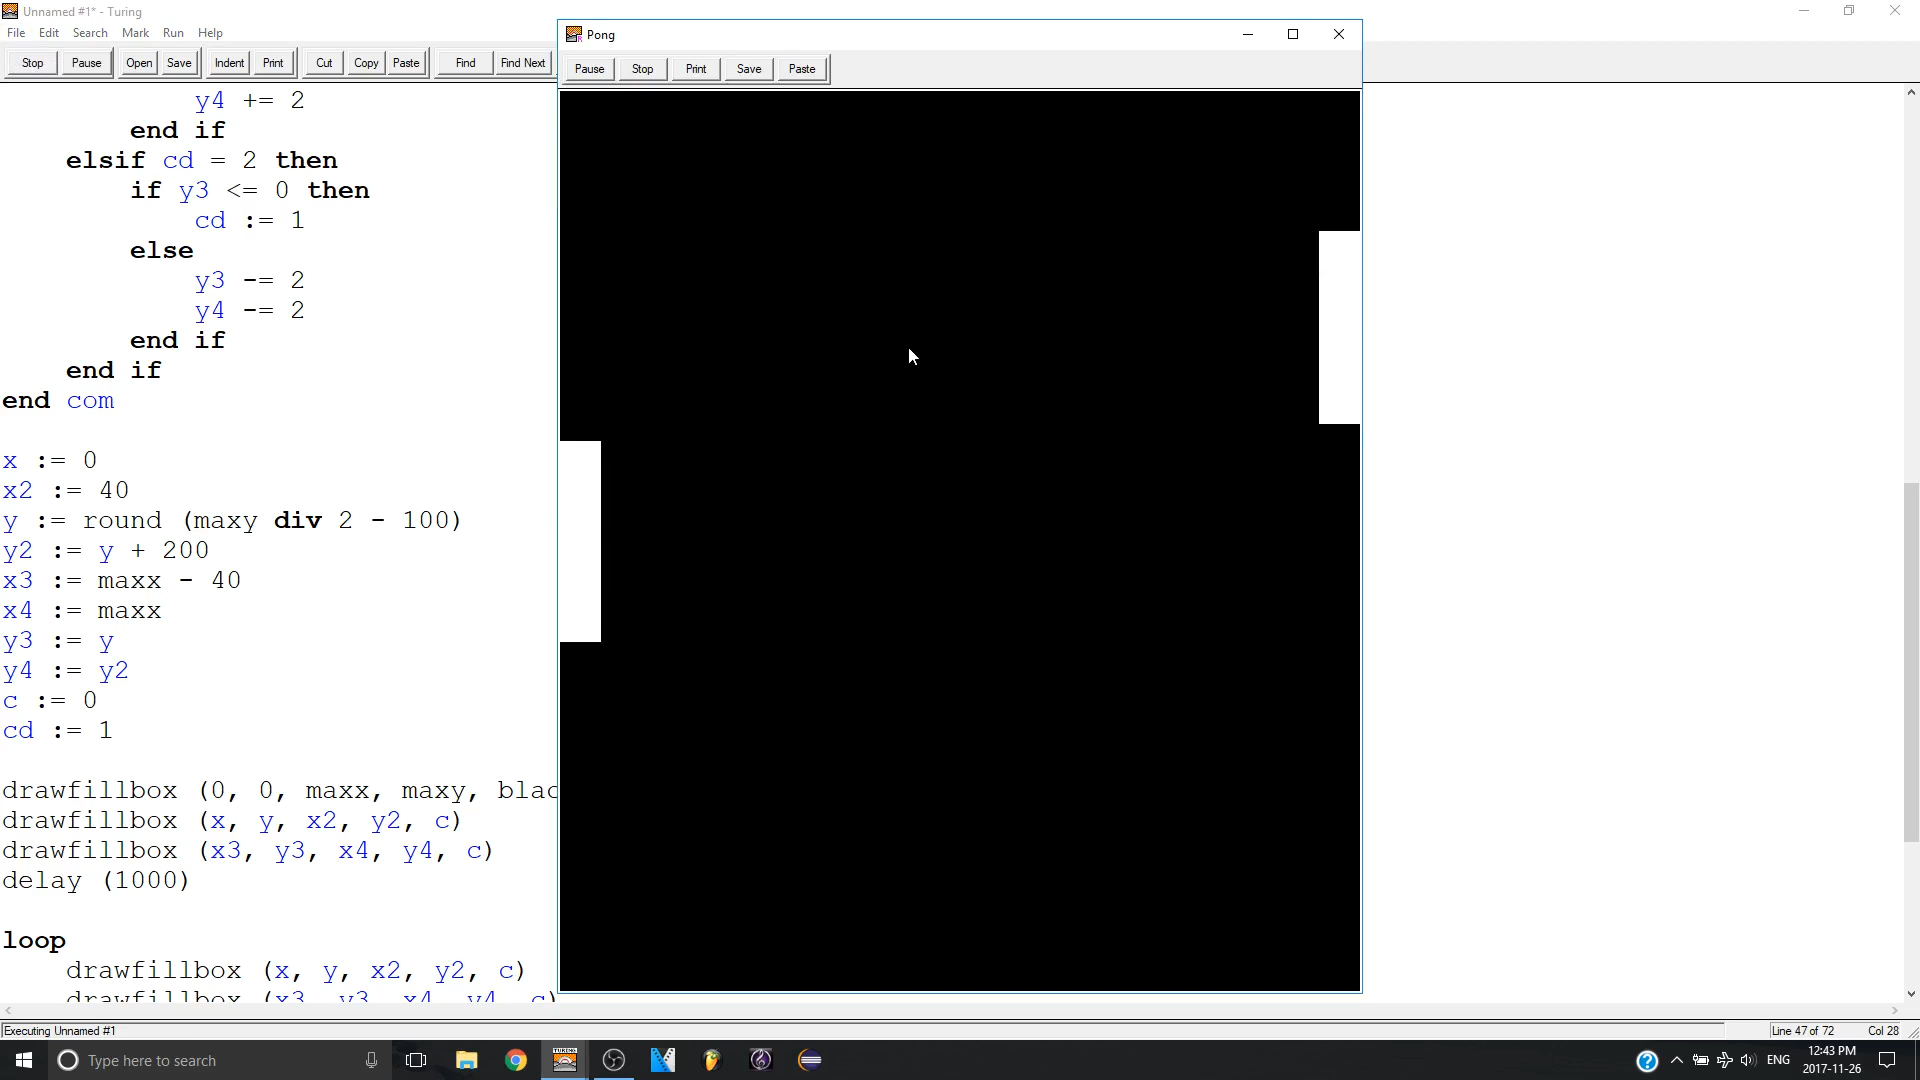 Unnamed #1* - Turing
File Edit Search Mark Run Help
Stop Pause Open Save Indent Print Cut Copy Paste Find Find Next
Pong
Pause Stop Print Save Paste
y4 += 2
end if
elsif cd = 2 then
if y3 <= 0 then
cd := 1
else
y3 -= 2
y4 -= 2
end if
end if
end com
x := 0
x2 := 40
y := round (maxy div 2 - 100)
y2 := y + 200
x3 := maxx - 40
x4 := maxx
y3 := y
y4 := y2
c := 0
cd := 1
drawfillbox (0, 0, maxx, maxy, blac
drawfillbox (x, y, x2, y2, c)
drawfillbox (x3, y3, x4, y4, c)
delay (1000)
loop
drawfillbox (x, y, x2, y2, c)
drawfillbox (x3, y3, x4, y4, c)
Executing Unnamed #1
Line 47 of 72 Col 28
Type here to search
ENG
12:43 PM
2017-11-26